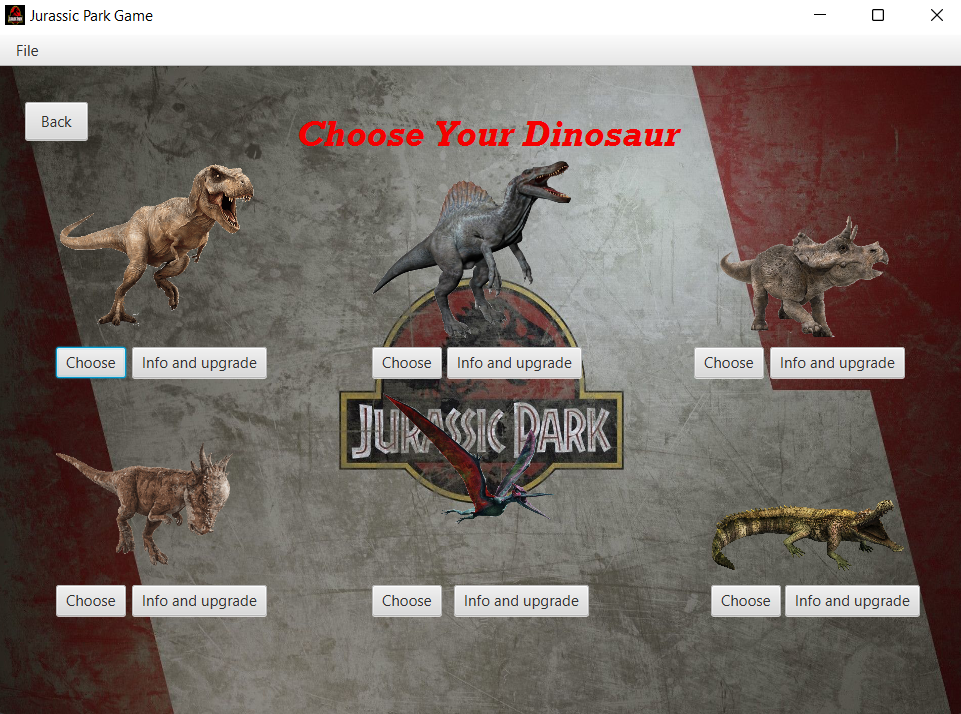 Jurassic Park Game
File
Back
Choose Your Dinosaur
Choose Info and upgrade Choose Info and upgrade Choose Info and upgrade
JURASSIC PARK
Choose Info and upgrade Choose Info and upgrade Choose Info and upgrade